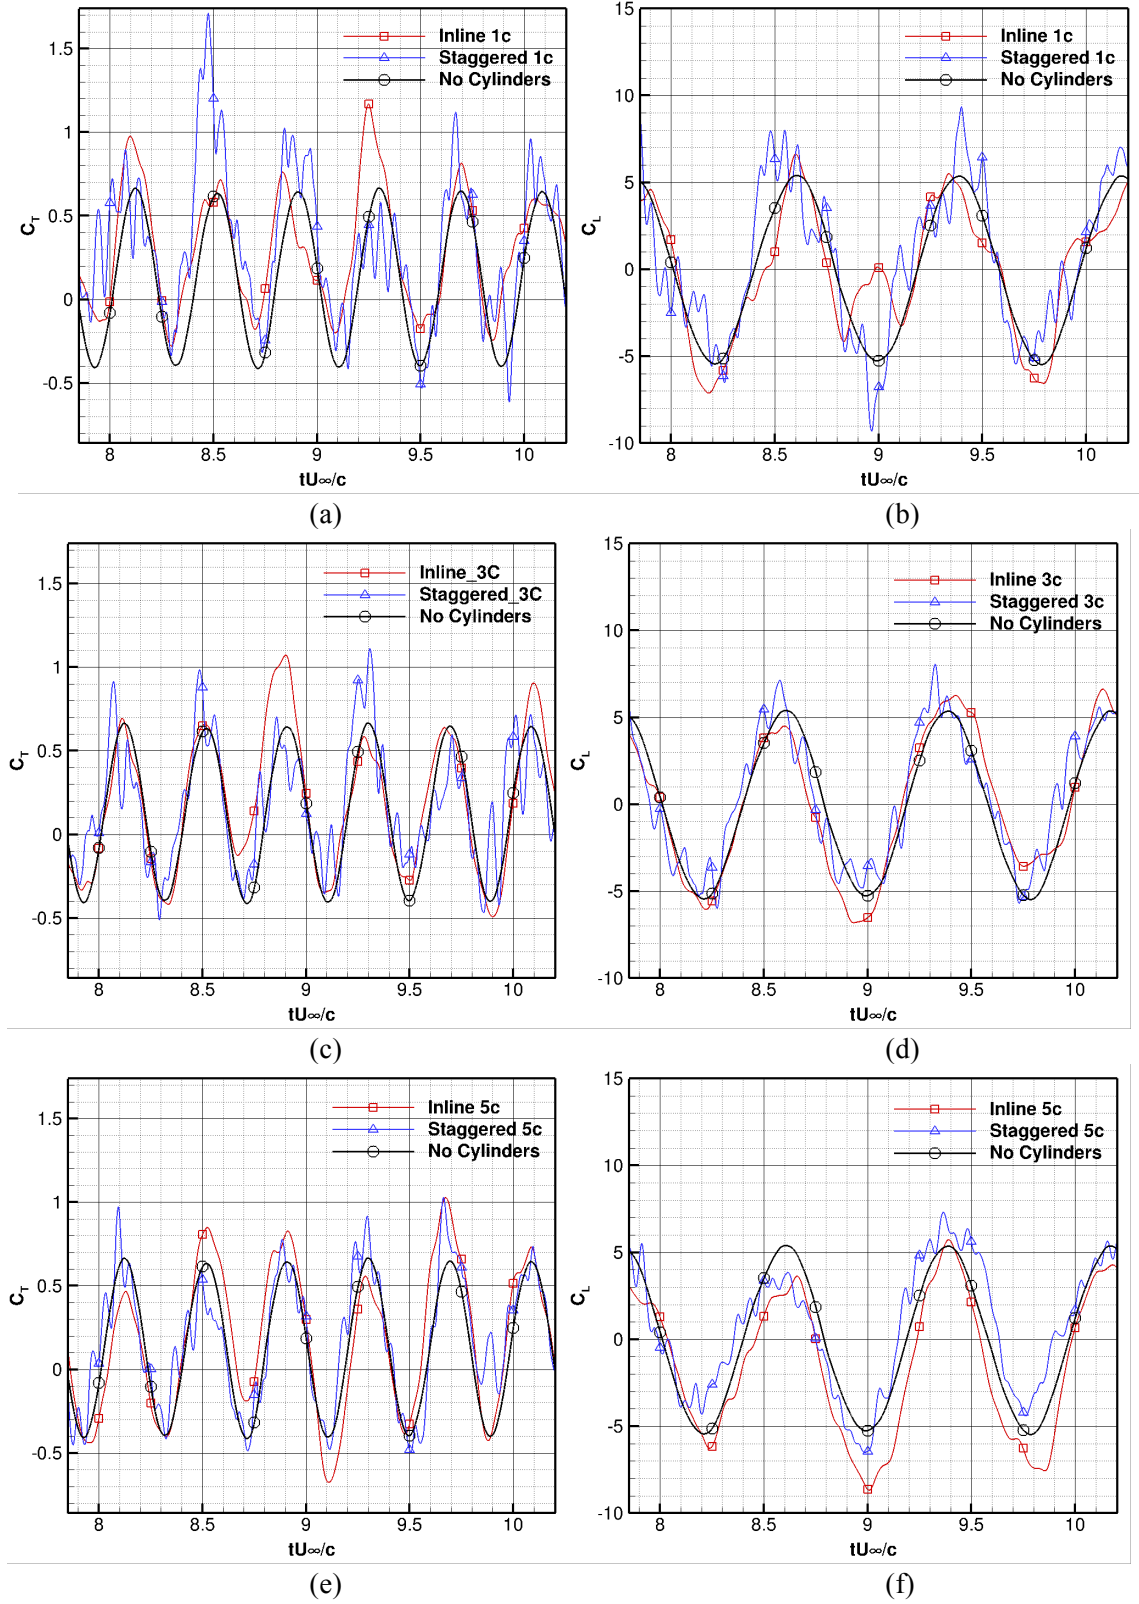 Inline 1c
Staggered 1c
No Cylinders
1.5
1
0.5
0
-0.5
C_T
8
8.5
9
9.5
10
tU∞/c
(a)
Inline 1c
Staggered 1c
No Cylinders
15
10
5
0
-5
-10
C_L
8
8.5
9
9.5
10
tU∞/c
(b)
Inline_3C
Staggered_3C
No Cylinders
1.5
1
0.5
0
-0.5
C_T
8
8.5
9
9.5
10
tU∞/c
(c)
Inline 3c
Staggered 3c
No Cylinders
15
10
5
0
-5
-10
C_L
8
8.5
9
9.5
10
tU∞/c
(d)
Inline 5c
Staggered 5c
No Cylinders
1.5
1
0.5
0
-0.5
C_T
8
8.5
9
9.5
10
tU∞/c
(e)
Inline 5c
Staggered 5c
No Cylinders
15
10
5
0
-5
-10
C_L
8
8.5
9
9.5
10
tU∞/c
(f)